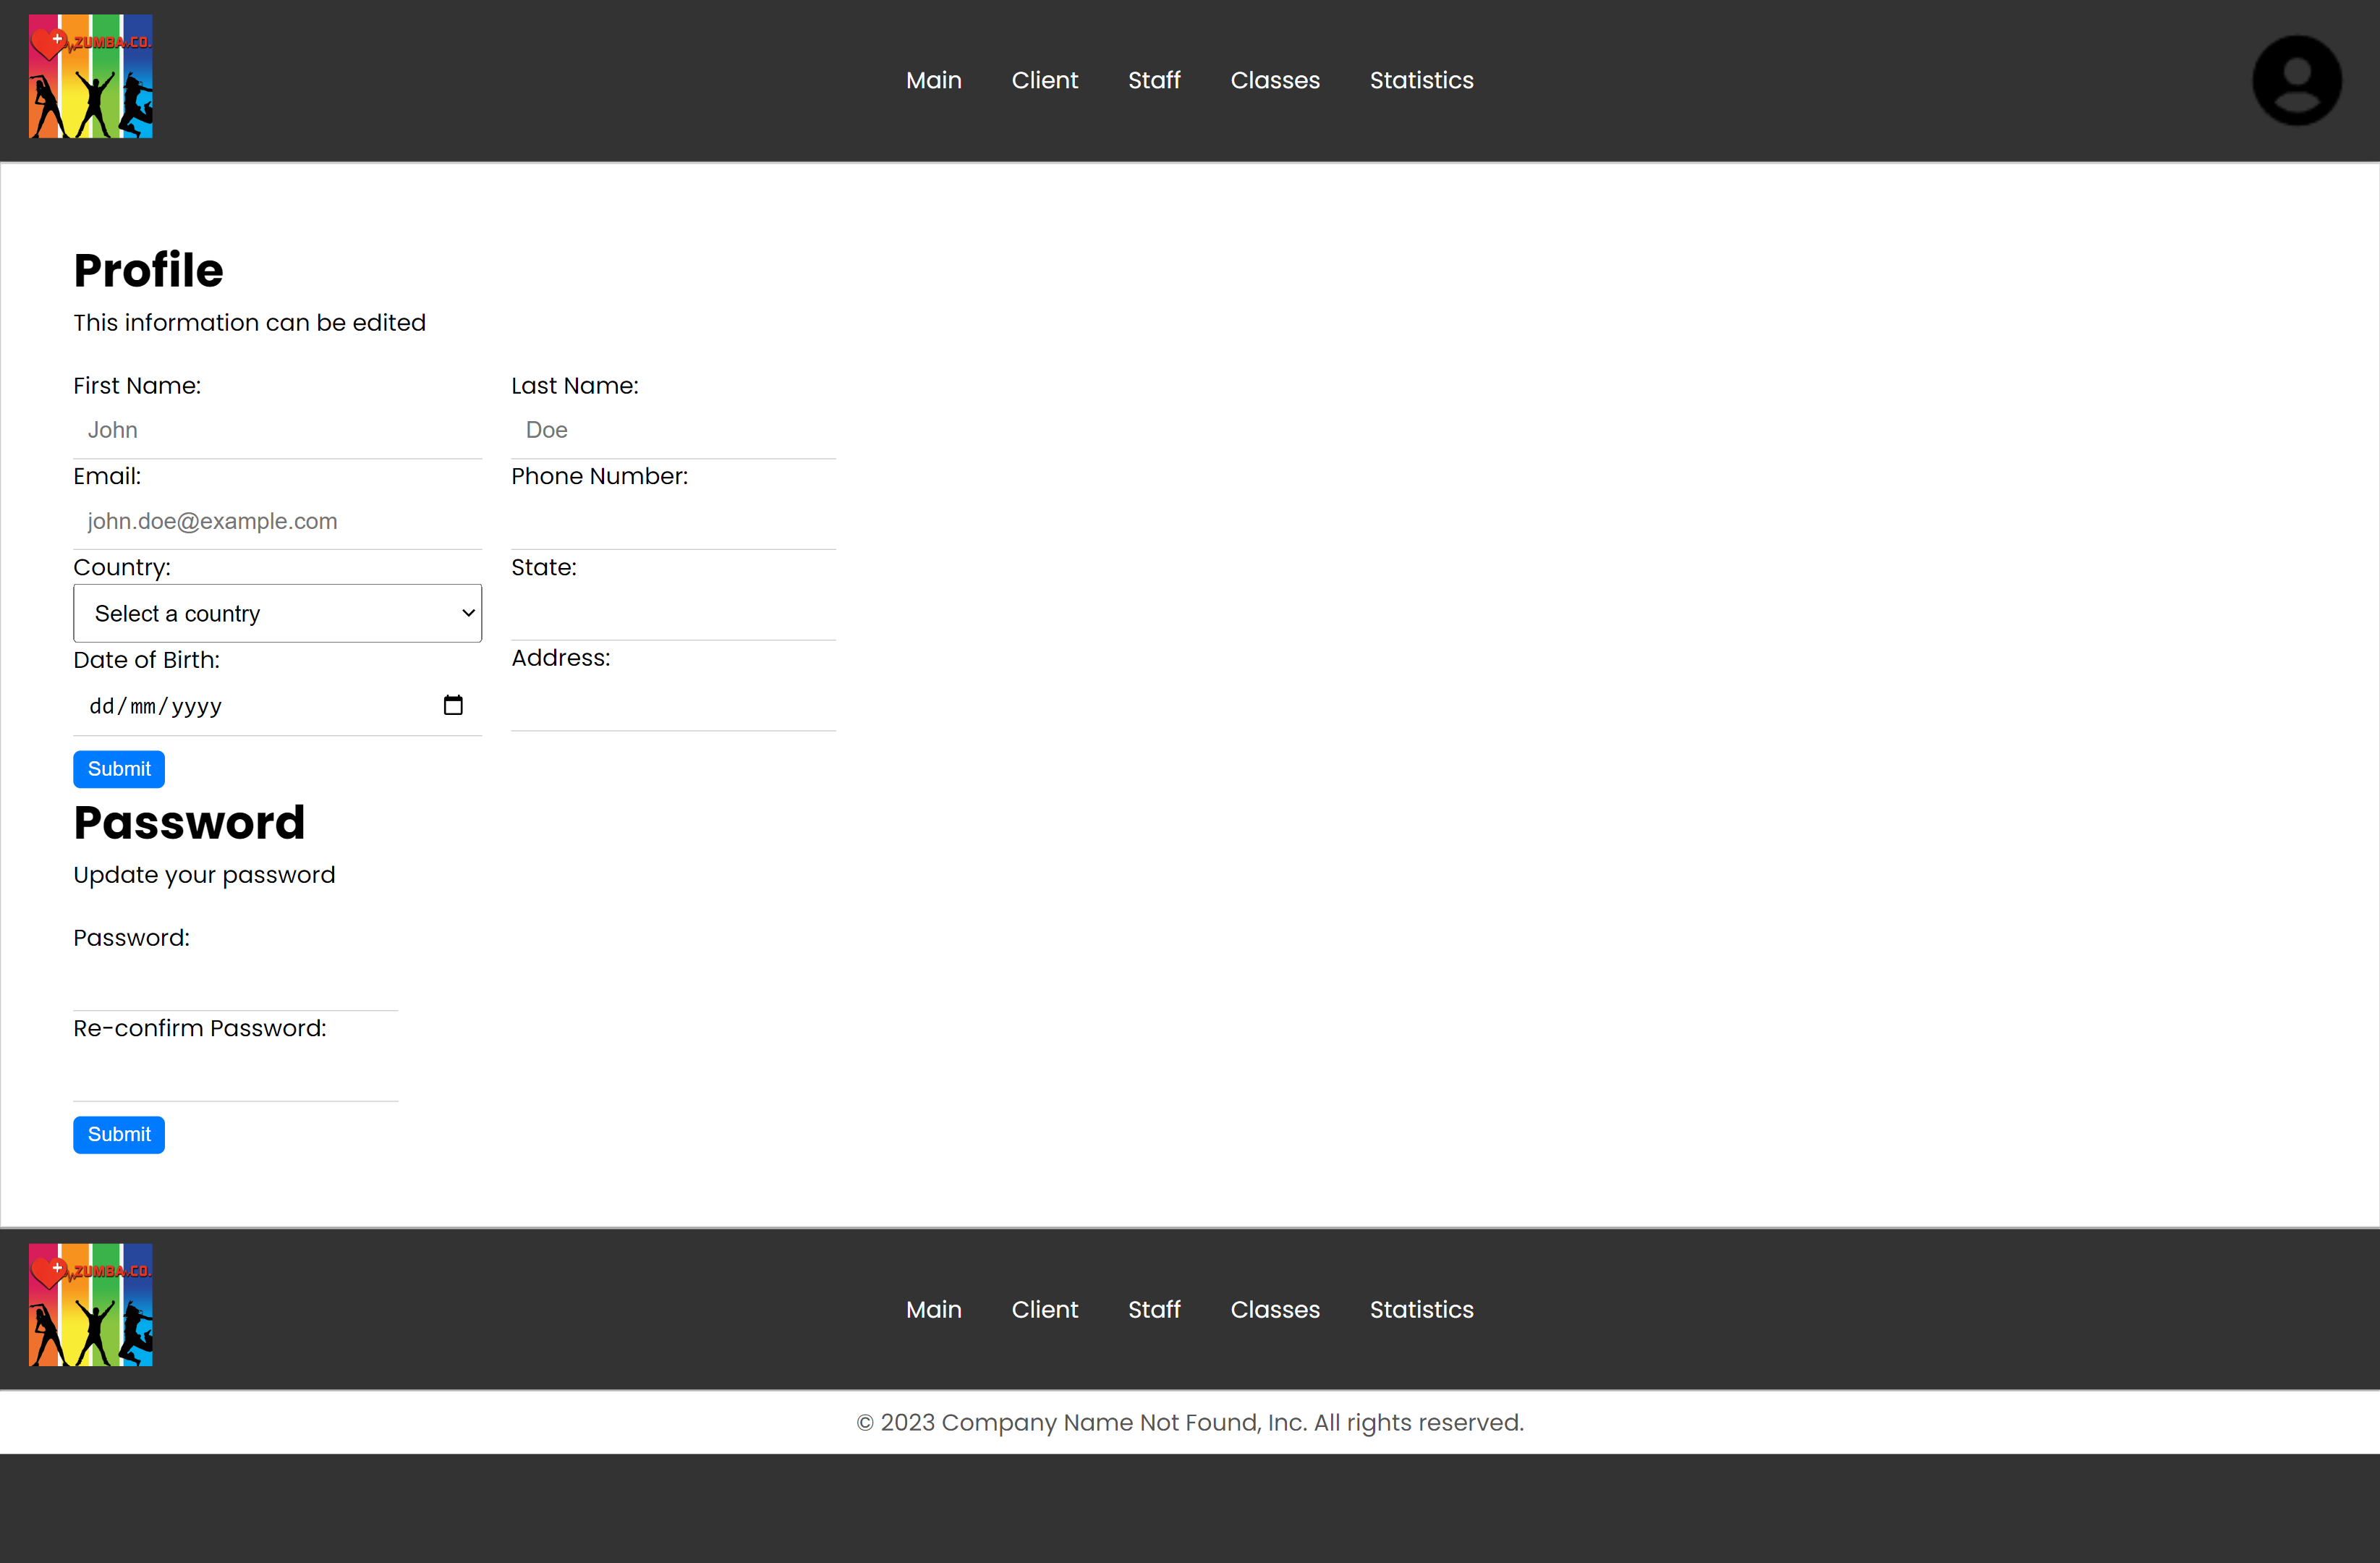 ZUMBA CO.
Main Client Staff Classes Statistics
Profile
This information can be edited
First Name: Last Name:
John Doe
Email: Phone Number:
john.doe@example.com
Country: State:
Select a country
Date of Birth: Address:
dd/mm/yyyy
Submit
Password
Update your password
Password:
Re-confirm Password:
Submit
ZUMBA CO.
Main Client Staff Classes Statistics
© 2023 Company Name Not Found, Inc. All rights reserved.